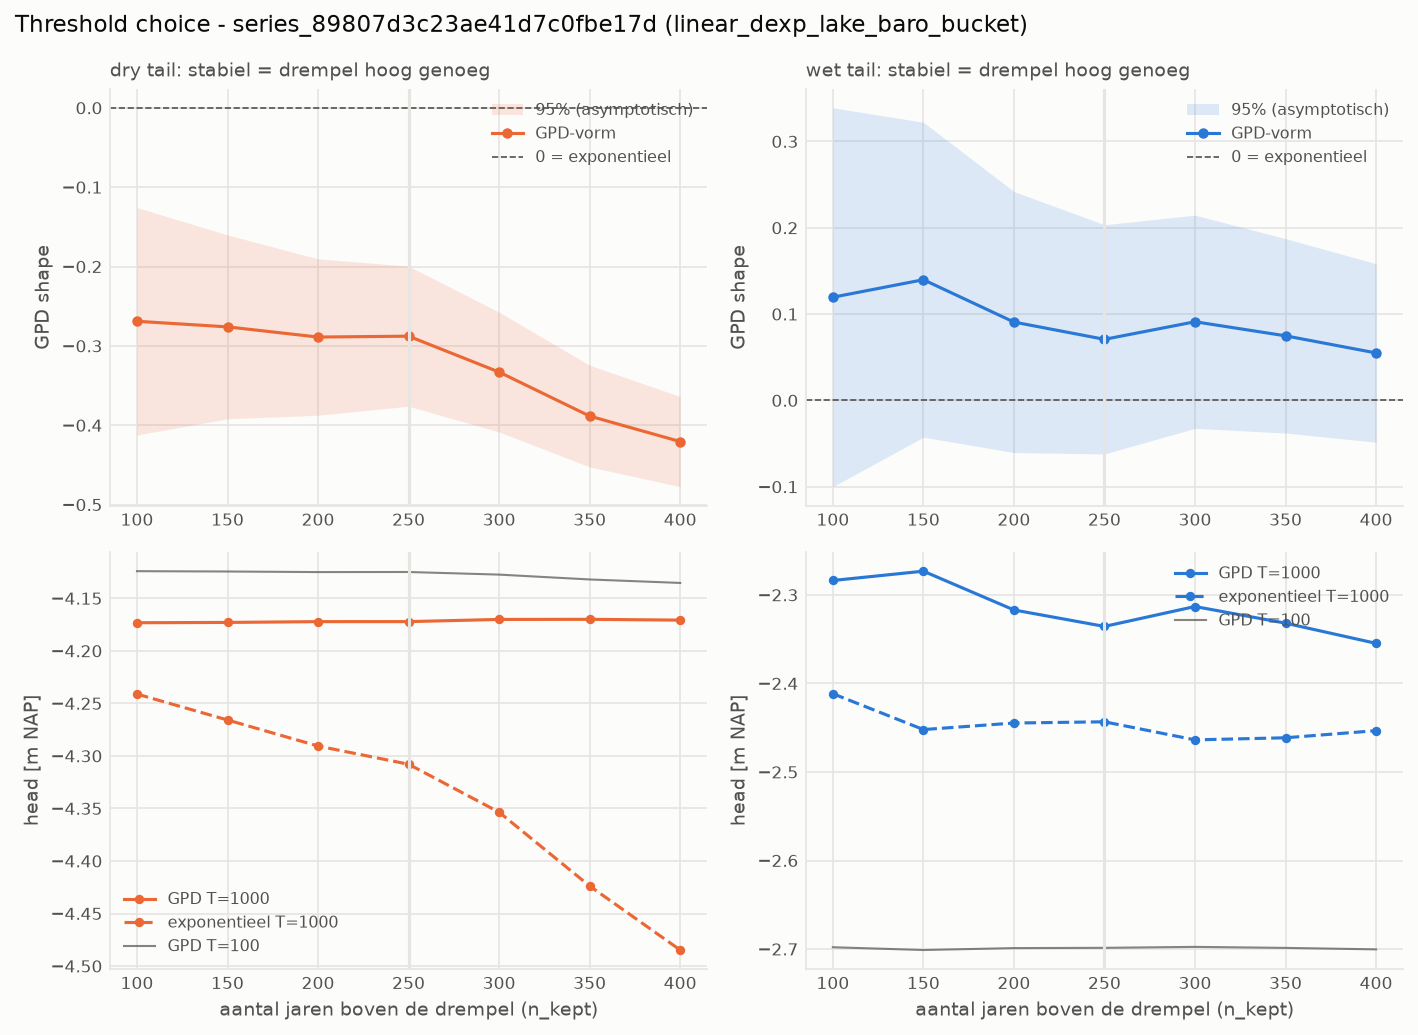 Threshold choice - series_89807d3c23ae41d7c0fbe17d (linear_dexp_lake_baro_bucket)
dry tail: stabiel = drempel hoog genoeg
95% (asymptotisch)
GPD-vorm
0 = exponentieel
GPD shape
0.0
−0.1
−0.2
−0.3
−0.4
−0.5
100 150 200 250 300 350 400
wet tail: stabiel = drempel hoog genoeg
95% (asymptotisch)
GPD-vorm
0 = exponentieel
GPD shape
0.3
0.2
0.1
0.0
−0.1
100 150 200 250 300 350 400
head [m NAP]
−4.15
−4.20
−4.25
−4.30
−4.35
−4.40
−4.45
−4.50
GPD T=1000
exponentieel T=1000
GPD T=100
100 150 200 250 300 350 400
aantal jaren boven de drempel (n_kept)
head [m NAP]
−2.3
−2.4
−2.5
−2.6
−2.7
GPD T=1000
exponentieel T=1000
GPD T=100
100 150 200 250 300 350 400
aantal jaren boven de drempel (n_kept)